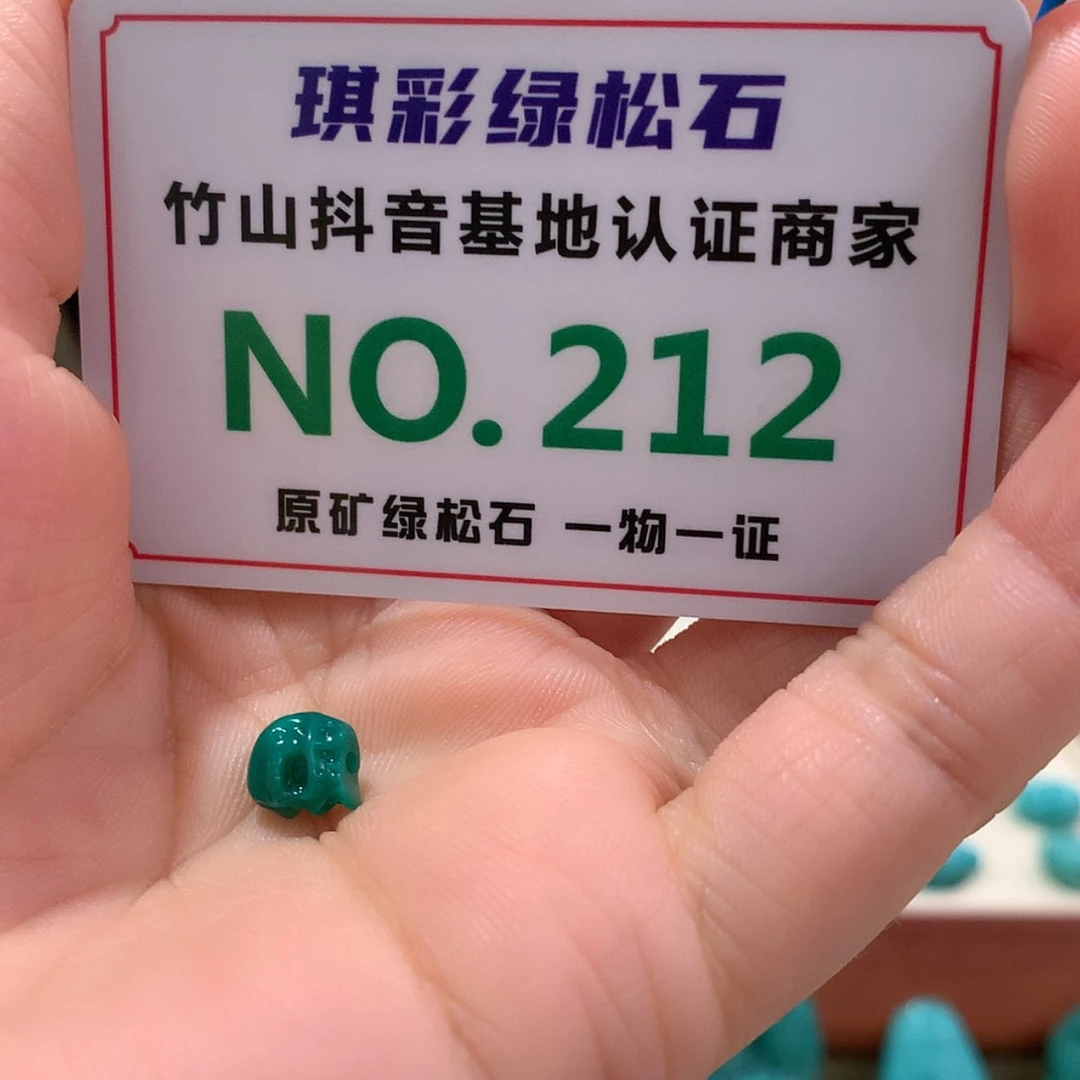 琪彩绿松石
竹山抖音基地认证商家
NO.212
原矿绿松石 一物一证